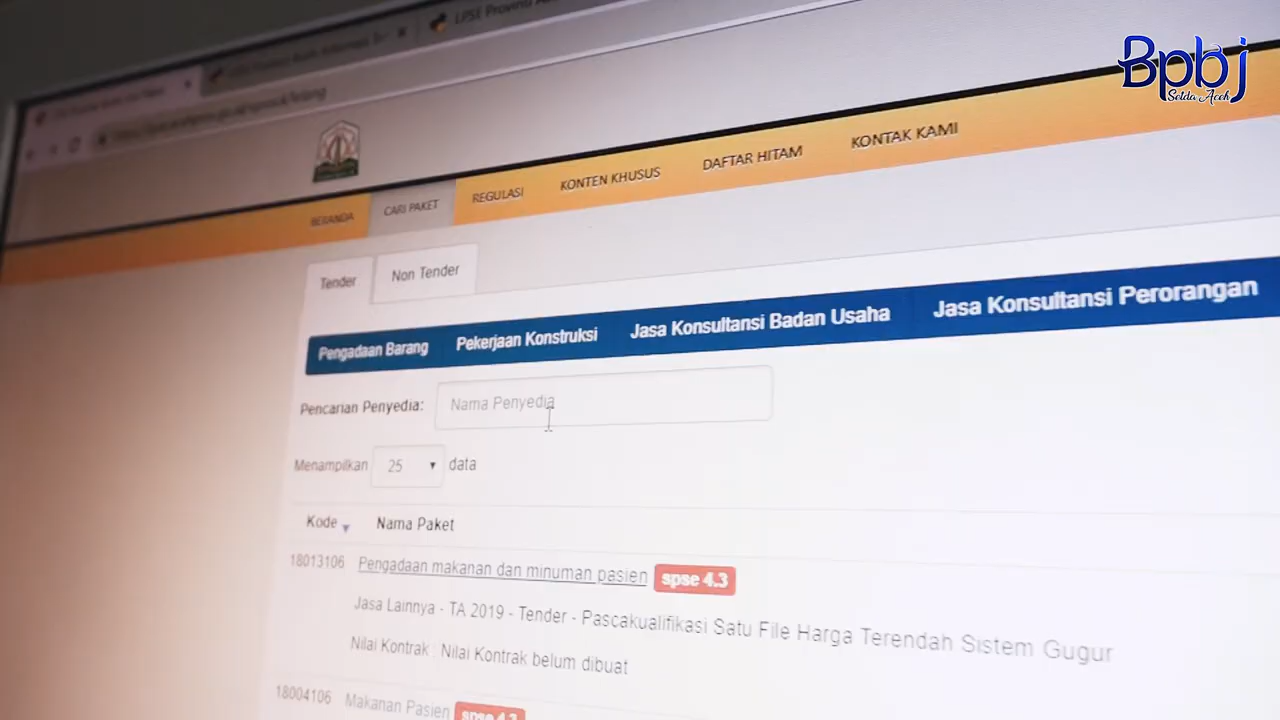 LPSE Provinsi
Bpbj
Setda Aceh
BERANDA
CARI PAKET
REGULASI
KONTEN KHUSUS
DAFTAR HITAM
KONTAK KAMI
Tender
Non Tender
Pengadaan Barang
Pekerjaan Konstruksi
Jasa Konsultansi Badan Usaha
Jasa Konsultansi Perorangan
Pencarian Penyedia: Nama Penyedia
Menampilkan 25 data
Kode Nama Paket
18013106 Pengadaan makanan dan minuman pasien spse 4.3
Jasa Lainnya - TA 2019 - Tender - Pascakualifikasi Satu File Harga Terendah Sistem Gugur
Nilai Kontrak : Nilai Kontrak belum dibuat
18004106 Makanan Pasien spse 4.3